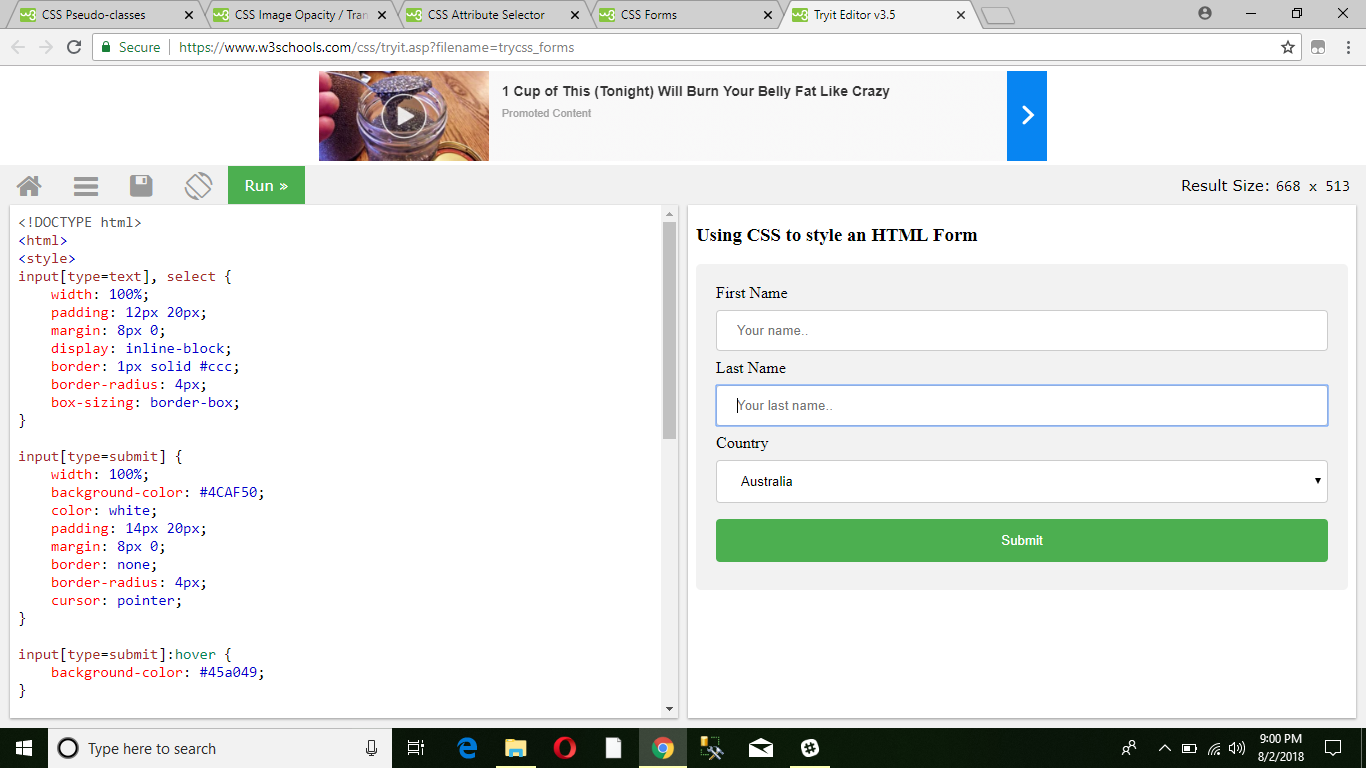 CSS Pseudo-classes
CSS Image Opacity / Tran
CSS Attribute Selector
CSS Forms
Tryit Editor v3.5
Secure
https://www.w3schools.com/css/tryit.asp?filename=trycss_forms
1 Cup of This (Tonight) Will Burn Your Belly Fat Like Crazy
Promoted Content
Run »
Result Size: 668 x 513
<!DOCTYPE html>
<html>
<style>
input[type=text], select {
    width: 100%;
    padding: 12px 20px;
    margin: 8px 0;
    display: inline-block;
    border: 1px solid #ccc;
    border-radius: 4px;
    box-sizing: border-box;
}
input[type=submit] {
    width: 100%;
    background-color: #4CAF50;
    color: white;
    padding: 14px 20px;
    margin: 8px 0;
    border: none;
    border-radius: 4px;
    cursor: pointer;
}
input[type=submit]:hover {
    background-color: #45a049;
}
Using CSS to style an HTML Form
First Name
Your name..
Last Name
Your last name..
Country
Australia
Submit
Type here to search
9:00 PM
8/2/2018